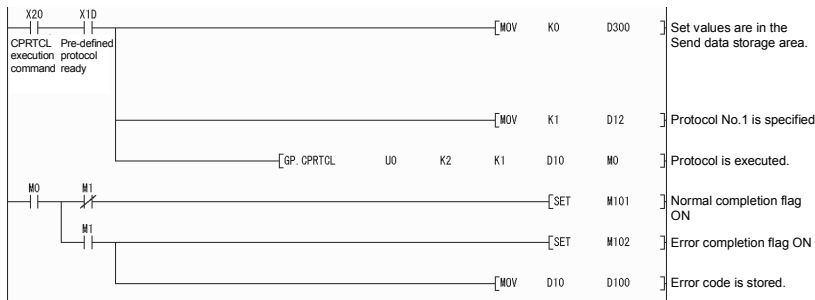 X20 X1D
[MOV K0 D300] Set values are in the
Send data storage area.
CPRTCL Pre-defined
execution protocol
command ready
[MOV K1 D12] Protocol No.1 is specified
[GP.CPRTCL U0 K2 K1 D10 M0] Protocol is executed.
M0 M1
[SET M101] Normal completion flag
ON
M1
[SET M102] Error completion flag ON
[MOV D10 D100] Error code is stored.